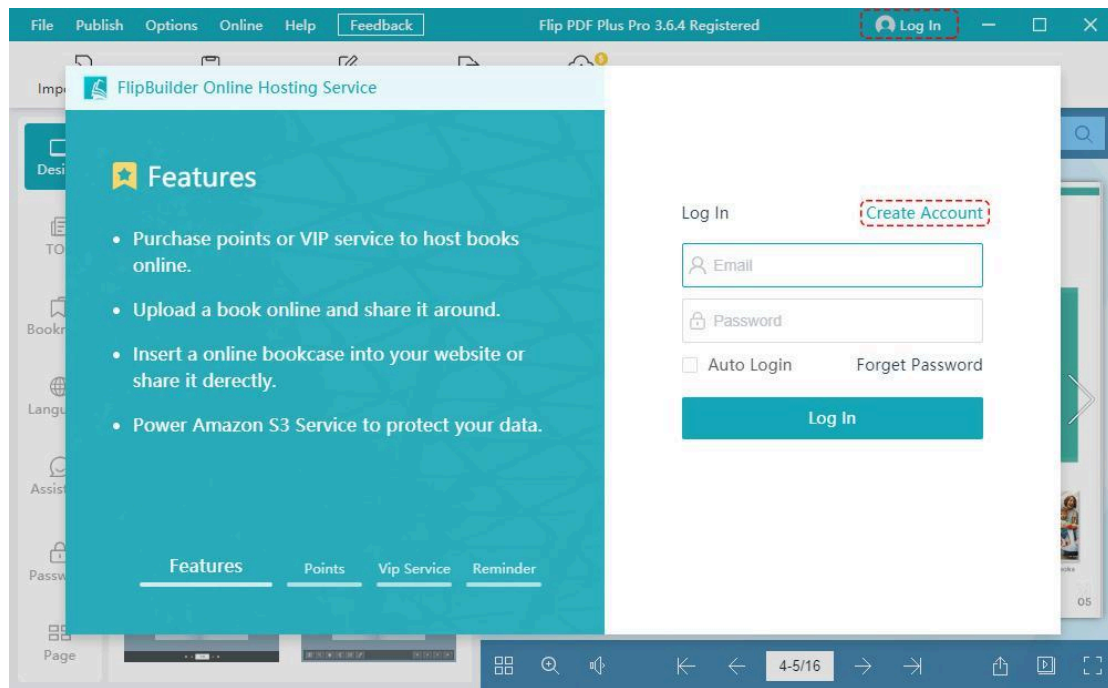 File Publish Options Online Help Feedback Flip PDF Plus Pro 3.6.4 Registered Log In
FlipBuilder Online Hosting Service
Features
Purchase points or VIP service to host books
online.
Upload a book online and share it around.
Insert a online bookcase into your website or
share it derectly.
Power Amazon S3 Service to protect your data.
Features Points Vip Service Reminder
Log In Create Account
Email
Password
Auto Login Forget Password
Log In
Imp
Desi
TO
Book
Langu
Assist
Passw
Page
05
4-5/16